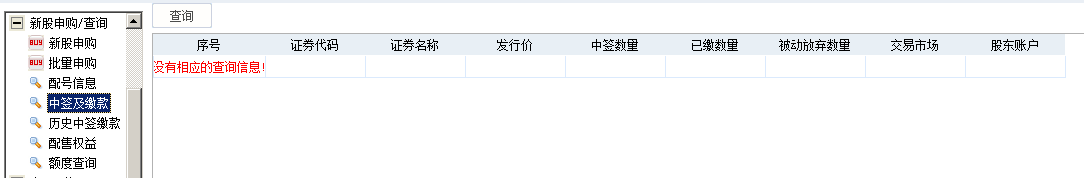 新股申购/查询
新股申购
批量申购
配号信息
中签及缴款
历史中签缴款
配售权益
额度查询
查询
序号 证券代码 证券名称 发行价 中签数量 已缴数量 被动放弃数量 交易市场 股东账户
没有相应的查询信息!